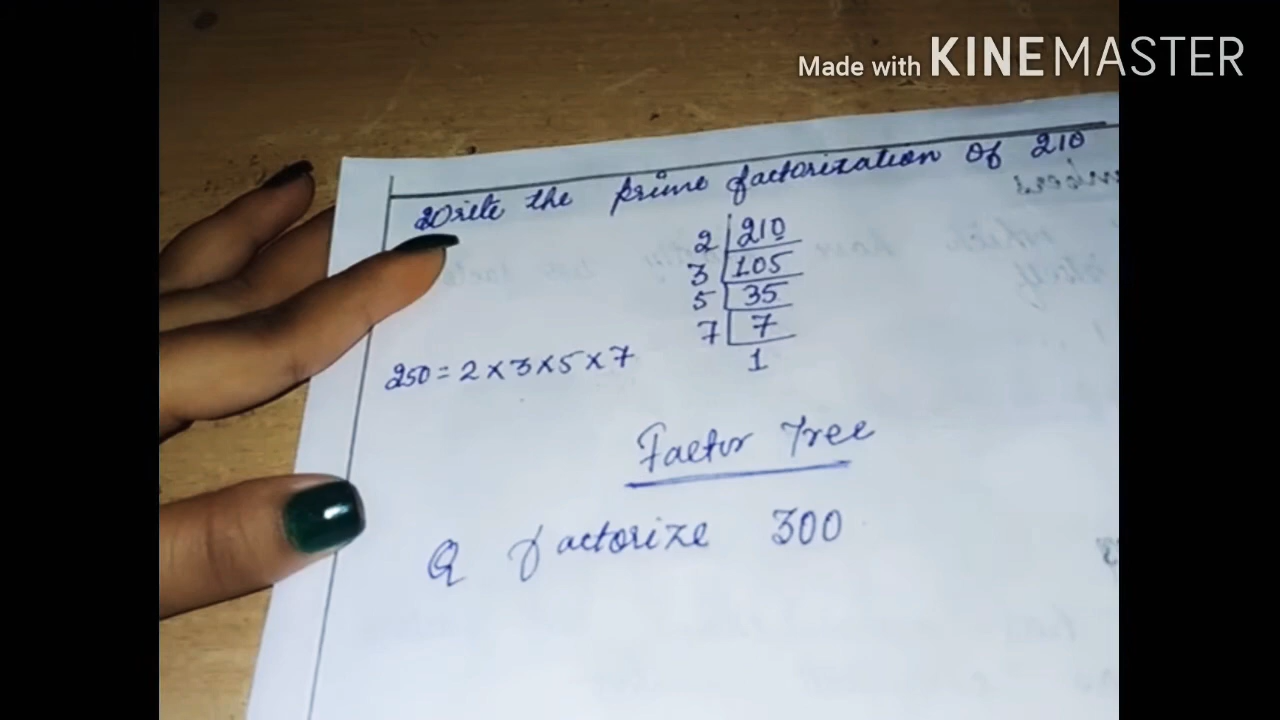 Made with KINEMASTER
Write the prime factorization of 210
2 210
3 105
5 35
7 7
1
250 = 2 × 3 × 5 × 7
Factor Tree
Q factorize 300